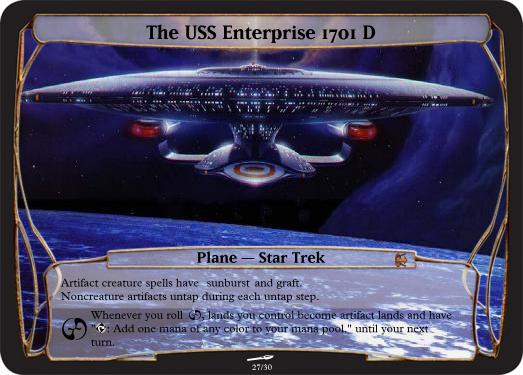 The USS Enterprise 1701 D
Plane — Star Trek
Artifact creature spells have sunburst and graft.
Noncreature artifacts untap during each untap step.
Whenever you roll , lands you control become artifact lands and have
": Add one mana of any color to your mana pool." until your next
turn.
27/30